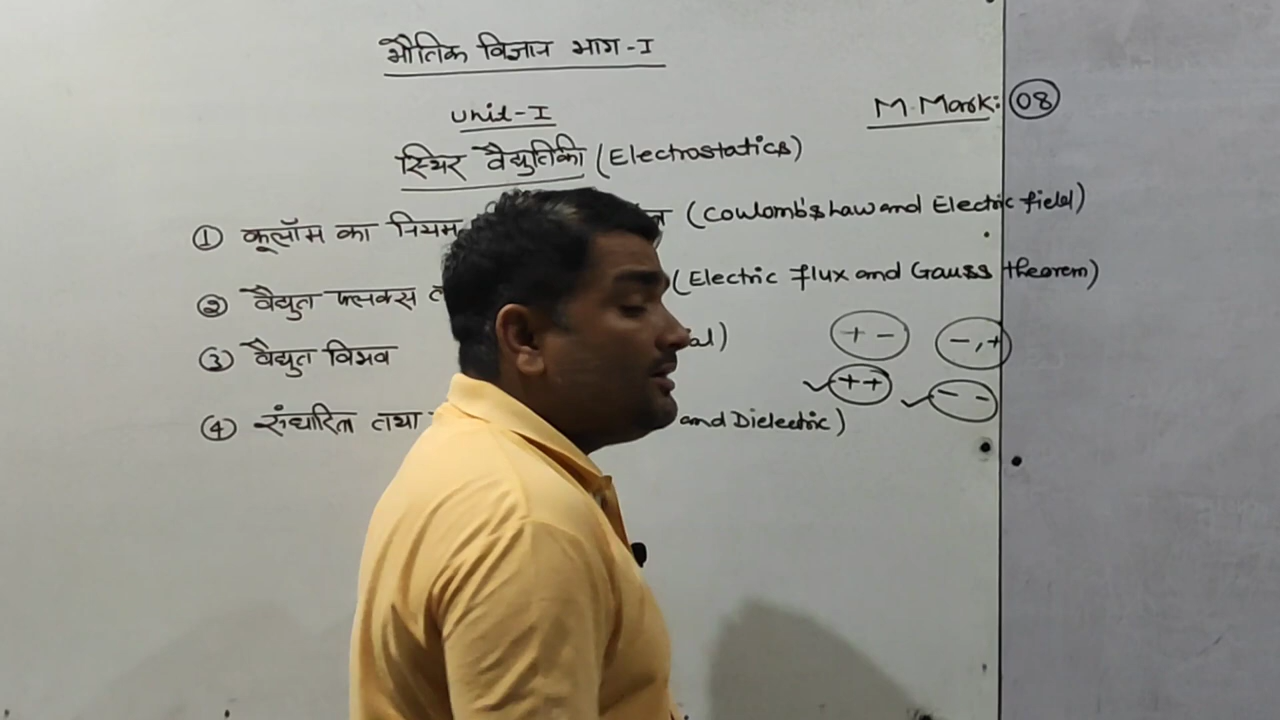 भौतिक विज्ञान भाग-I
Unit-I
M.Mark: 08
स्थिर वैद्युतिकी (Electrostatics)
① कूलॉम का नियम (Coulomb's Law and Electric field)
② वैद्युत फ्लक्स (Electric flux and Gauss theorem)
③ वैद्युत विभव
+ - -,+
④ संधारित्र तथा and Dielectric)
++ --